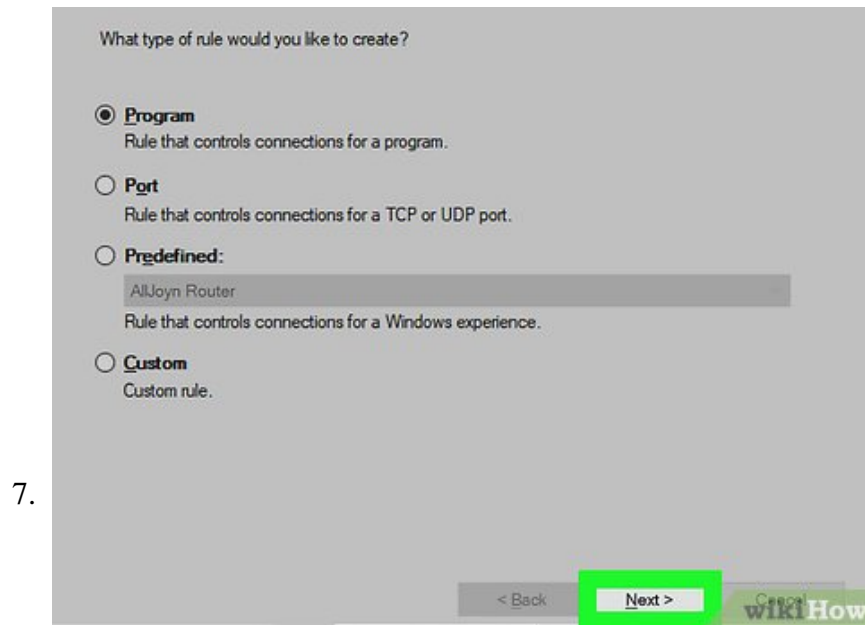 What type of rule would you like to create?
Program
Rule that controls connections for a program.
Port
Rule that controls connections for a TCP or UDP port.
Predefined:
AllJoyn Router
Rule that controls connections for a Windows experience.
Custom
Custom rule.
7.
< Back
Next >
Cancel
wikiHow